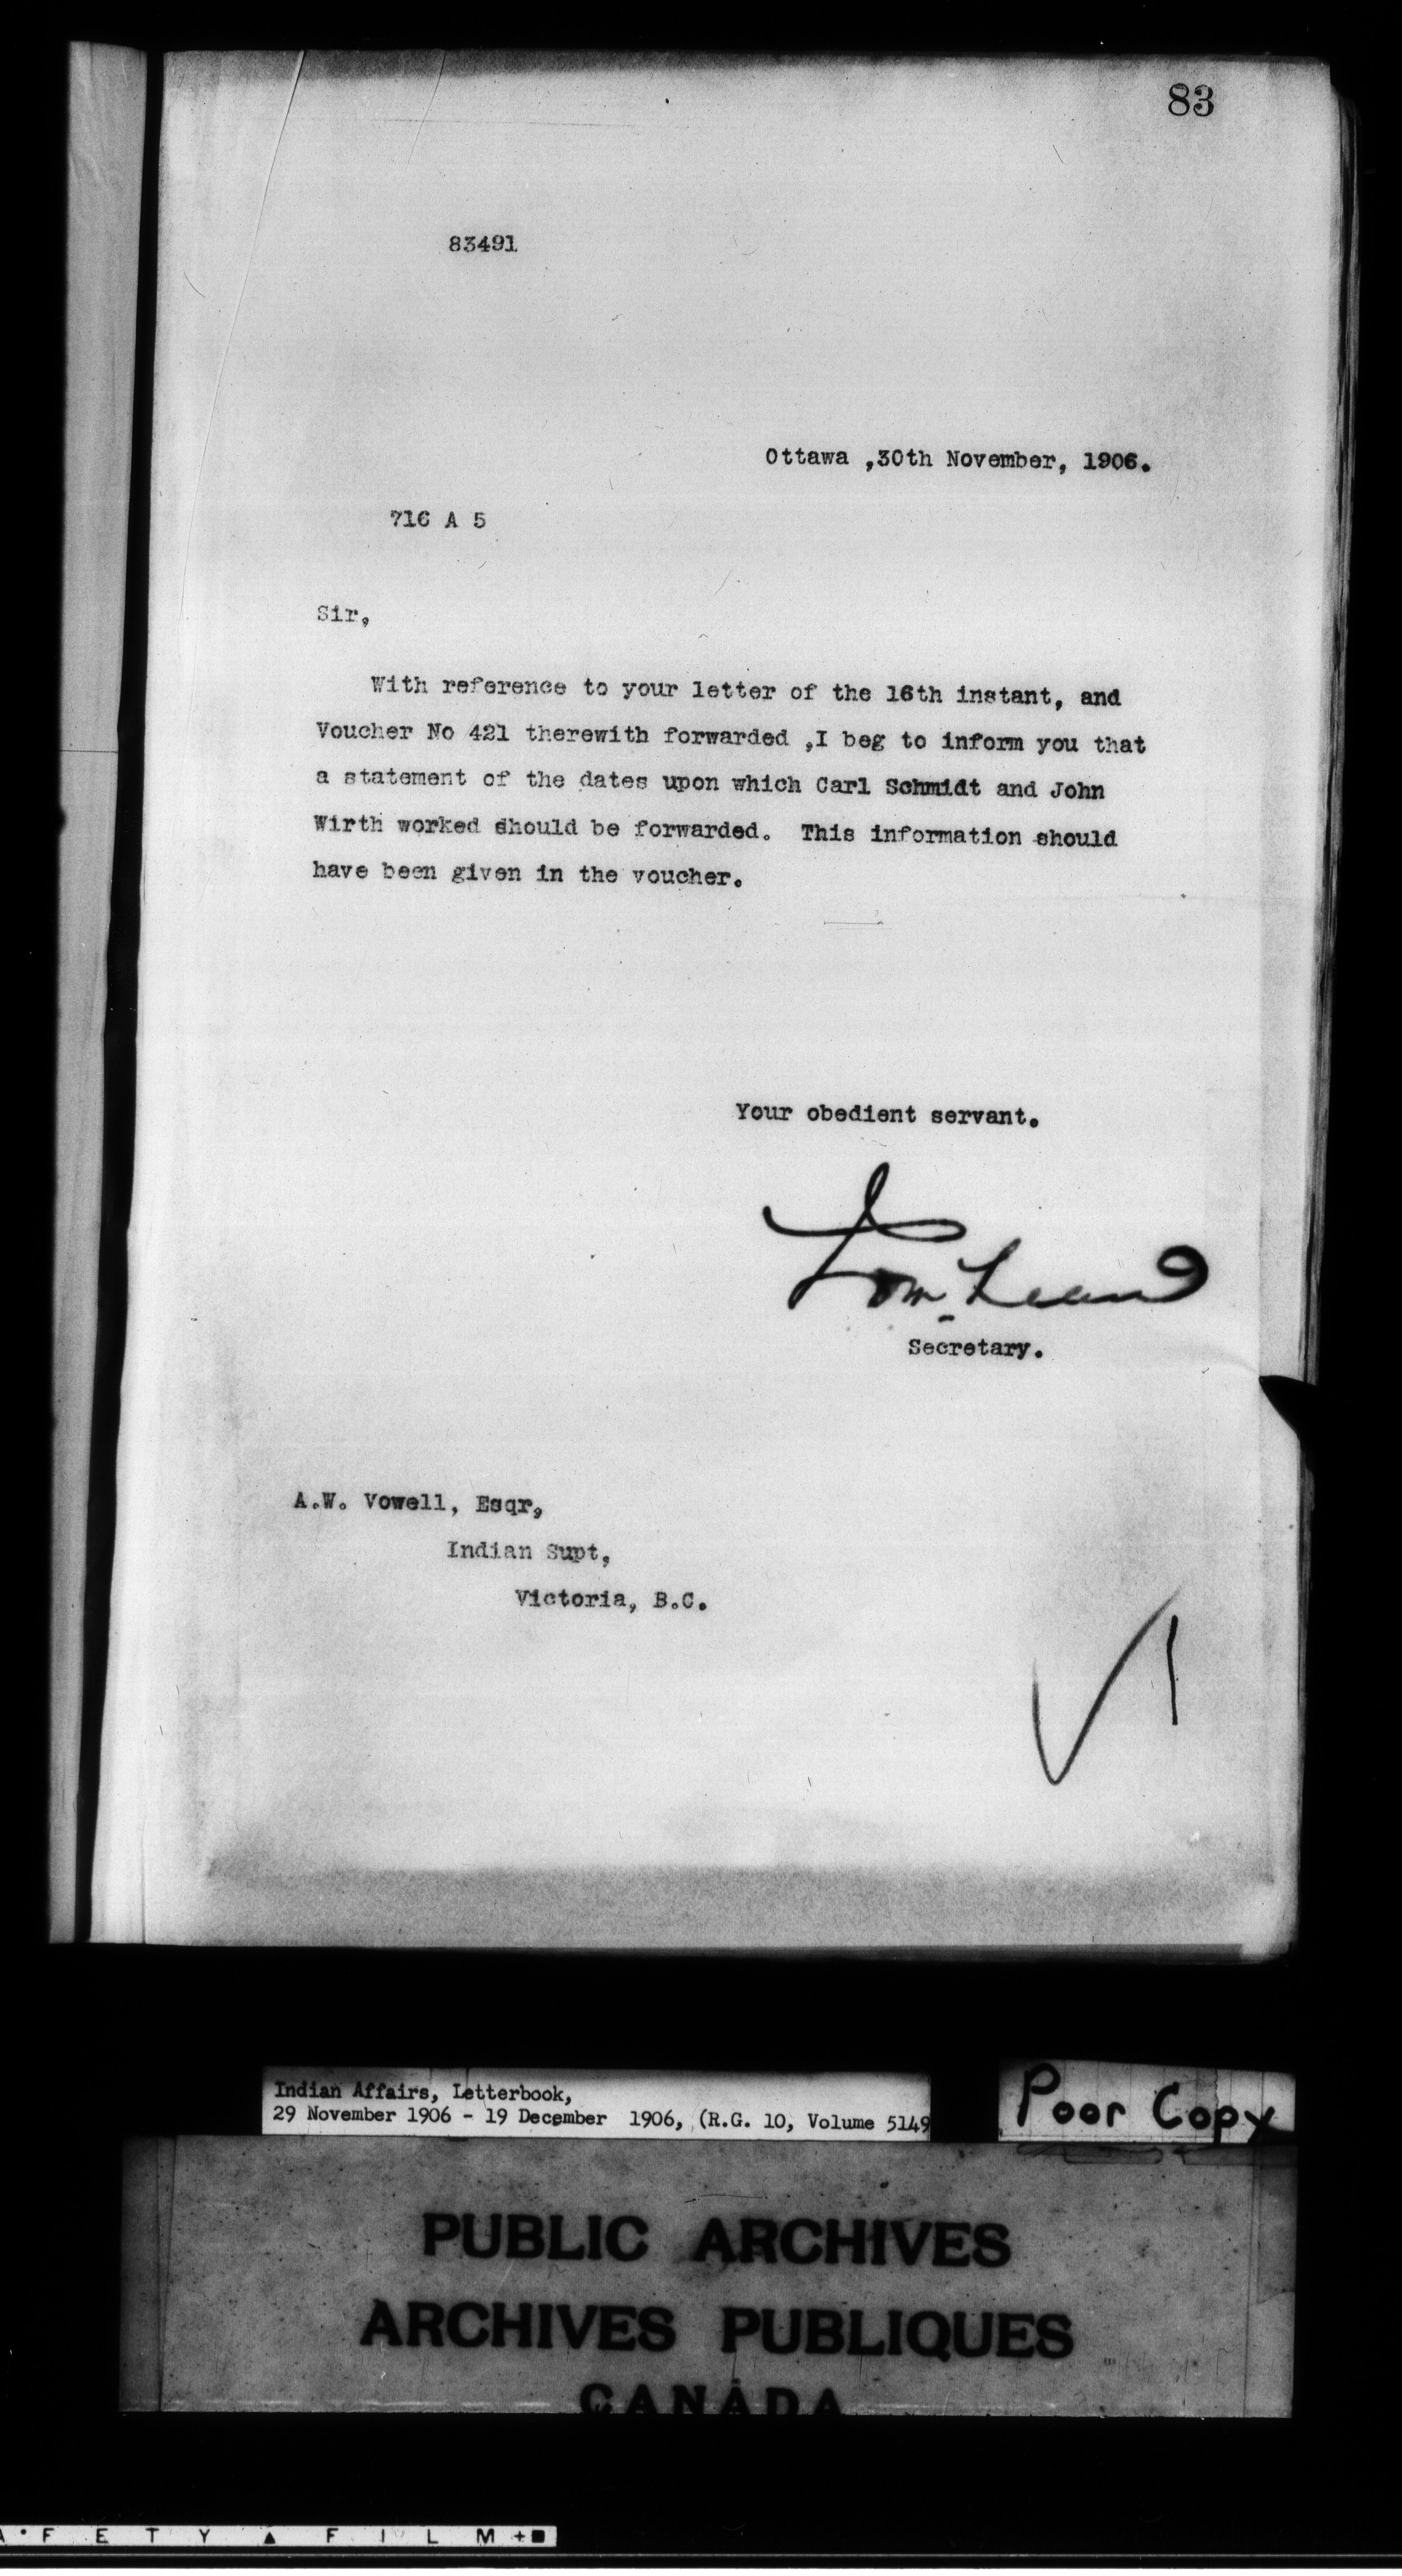 83
83491
Ottawa ,30th November, 1906.
716 A 5
Sir,
With reference to your letter of the 16th instant, and
Voucher No 421 therewith forwarded ,I beg to inform you that
a statement of the dates upon which Carl Schmidt and John
Wirth worked should be forwarded. This information should
have been given in the voucher.
Your obedient servant.
Secretary.
A.W. Vowell, Esqr,
Indian Supt,
Victoria, B.C.
Indian Affairs, Letterbook,
29 November 1906 - 19 December 1906, (R.G. 10, Volume 5149
Poor Copy
PUBLIC ARCHIVES
ARCHIVES PUBLIQUES
CANADA
AFETY ▲ FILM